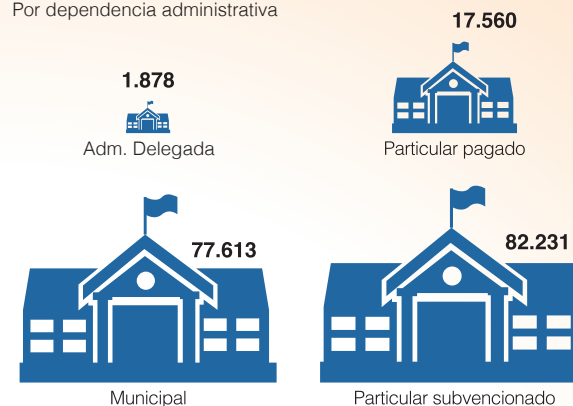 Por dependencia administrativa
1.878
Adm. Delegada
17.560
Particular pagado
77.613
Municipal
82.231
Particular subvencionado